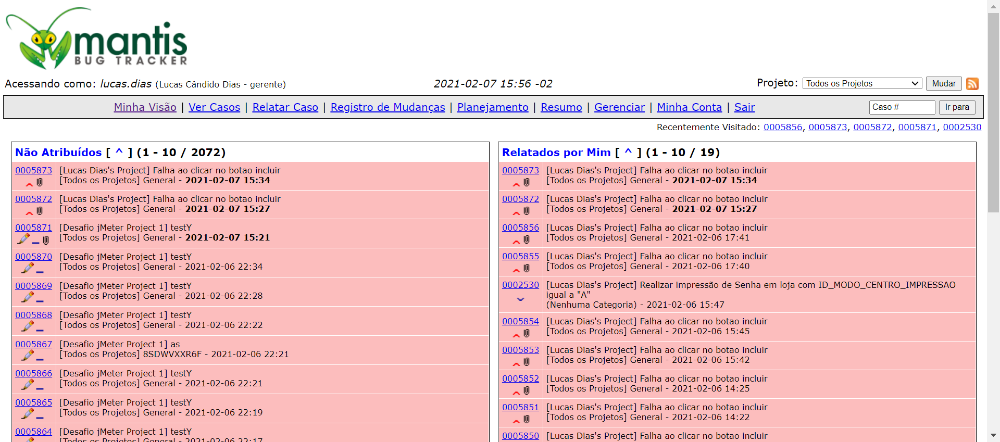 mantis
BUG TRACKER
Acessando como: lucas.dias (Lucas Cândido Dias - gerente)
2021-02-07 15:56 -02
Projeto: Todos os Projetos Mudar
Minha Visão | Ver Casos | Relatar Caso | Registro de Mudanças | Planejamento | Resumo | Gerenciar | Minha Conta | Sair
Caso # Ir para
Recentemente Visitado: 0005856, 0005873, 0005872, 0005871, 0002530
Não Atribuídos [ ^ ] (1 - 10 / 2072)
0005873 [Lucas Dias's Project] Falha ao clicar no botao incluir
[Todos os Projetos] General - 2021-02-07 15:34
0005872 [Lucas Dias's Project] Falha ao clicar no botao incluir
[Todos os Projetos] General - 2021-02-07 15:27
0005871 [Desafio jMeter Project 1] testY
[Todos os Projetos] General - 2021-02-07 15:21
0005870 [Desafio jMeter Project 1] testY
[Todos os Projetos] General - 2021-02-06 22:34
0005869 [Desafio jMeter Project 1] testY
[Todos os Projetos] General - 2021-02-06 22:28
0005868 [Desafio jMeter Project 1] testY
[Todos os Projetos] General - 2021-02-06 22:22
0005867 [Desafio jMeter Project 1] as
[Todos os Projetos] 8SDWVXXR6F - 2021-02-06 22:21
0005866 [Desafio jMeter Project 1] testY
[Todos os Projetos] General - 2021-02-06 22:21
0005865 [Desafio jMeter Project 1] testY
[Todos os Projetos] General - 2021-02-06 22:19
0005864 [Desafio jMeter Project 1] testY
[Todos os Projetos] General - 2021-02-06 22:17
Relatados por Mim [ ^ ] (1 - 10 / 19)
0005873 [Lucas Dias's Project] Falha ao clicar no botao incluir
[Todos os Projetos] General - 2021-02-07 15:34
0005872 [Lucas Dias's Project] Falha ao clicar no botao incluir
[Todos os Projetos] General - 2021-02-07 15:27
0005856 [Lucas Dias's Project] Falha ao clicar no botao incluir
[Todos os Projetos] General - 2021-02-06 17:41
0005855 [Lucas Dias's Project] Falha ao clicar no botao incluir
[Todos os Projetos] General - 2021-02-06 17:40
0002530 [Lucas Dias's Project] Realizar impressão de Senha em loja com ID_MODO_CENTRO_IMPRESSAO
igual a "A"
(Nenhuma Categoria) - 2021-02-06 15:47
0005854 [Lucas Dias's Project] Falha ao clicar no botao incluir
[Todos os Projetos] General - 2021-02-06 15:45
0005853 [Lucas Dias's Project] Falha ao clicar no botao incluir
[Todos os Projetos] General - 2021-02-06 15:42
0005852 [Lucas Dias's Project] Falha ao clicar no botao incluir
[Todos os Projetos] General - 2021-02-06 14:25
0005851 [Lucas Dias's Project] Falha ao clicar no botao incluir
[Todos os Projetos] General - 2021-02-06 14:22
0005850 [Lucas Dias's Project] Falha ao clicar no botao incluir